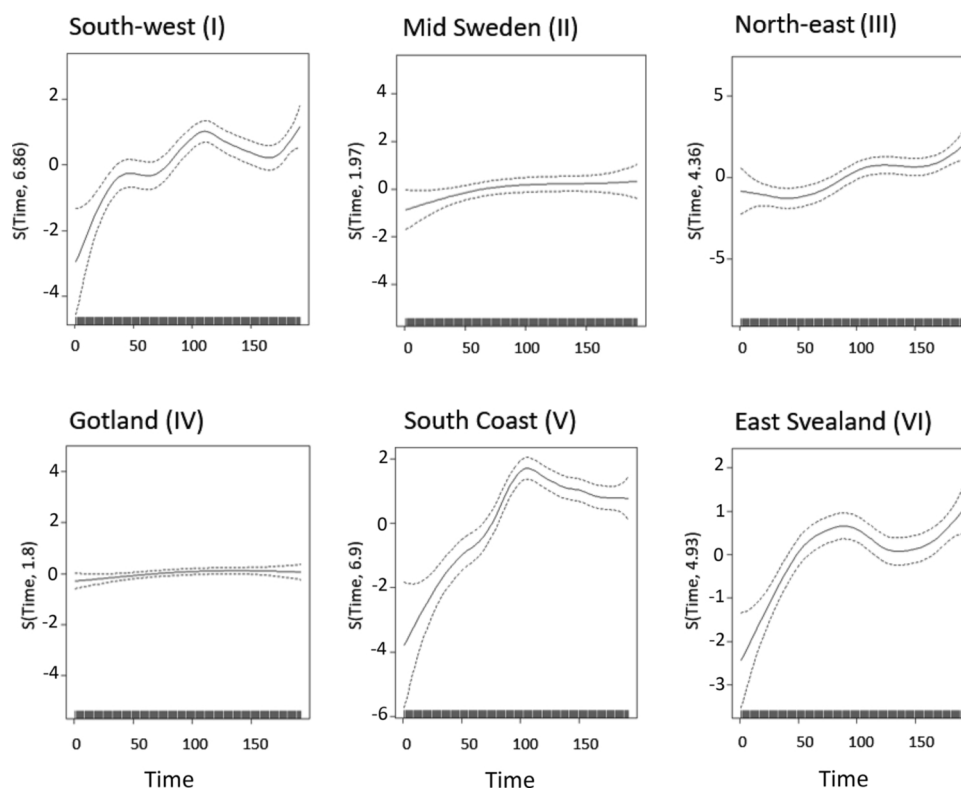 South-west (I)
S(Time, 6.86)
2
0
-2
-4
0 50 100 150
Mid Sweden (II)
S(Time, 1.97)
4
2
0
-2
-4
0 50 100 150
North-east (III)
S(Time, 4.36)
5
0
-5
0 50 100 150
Gotland (IV)
S(Time, 1.8)
4
2
0
-2
-4
0 50 100 150
Time
South Coast (V)
S(Time, 6.9)
2
0
-2
-4
-6
0 50 100 150
Time
East Svealand (VI)
S(Time, 4.93)
2
1
0
-1
-2
-3
0 50 100 150
Time